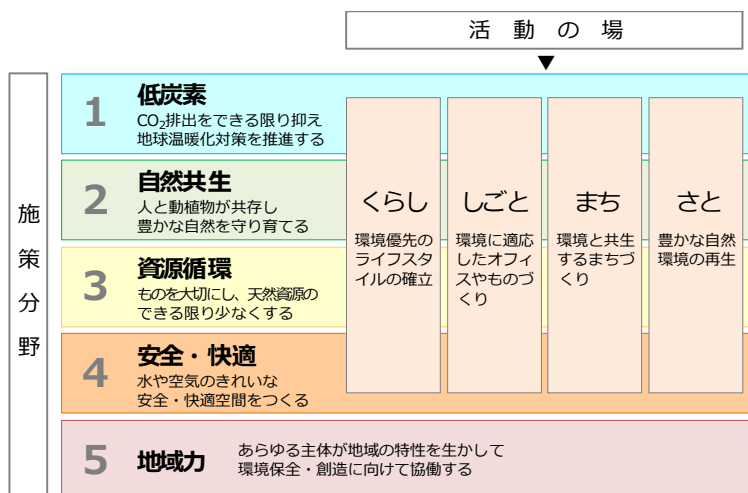 活動の場
▼
施策分野
1
低炭素
CO₂排出をできる限り抑え
地球温暖化対策を推進する
2
自然共生
人と動植物が共存し
豊かな自然を守り育てる
3
資源循環
ものを大切にし、天然資源の
できる限り少なくする
4
安全・快適
水や空気のきれいな
安全・快適空間をつくる
5
地域力
あらゆる主体が地域の特性を生かして
環境保全・創造に向けて協働する
くらし
環境優先の
ライフスタ
イルの確立
しごと
環境に適応
したオフィ
スやものづ
くり
まち
環境と共生
するまちづ
くり
さと
豊かな自然
環境の再生